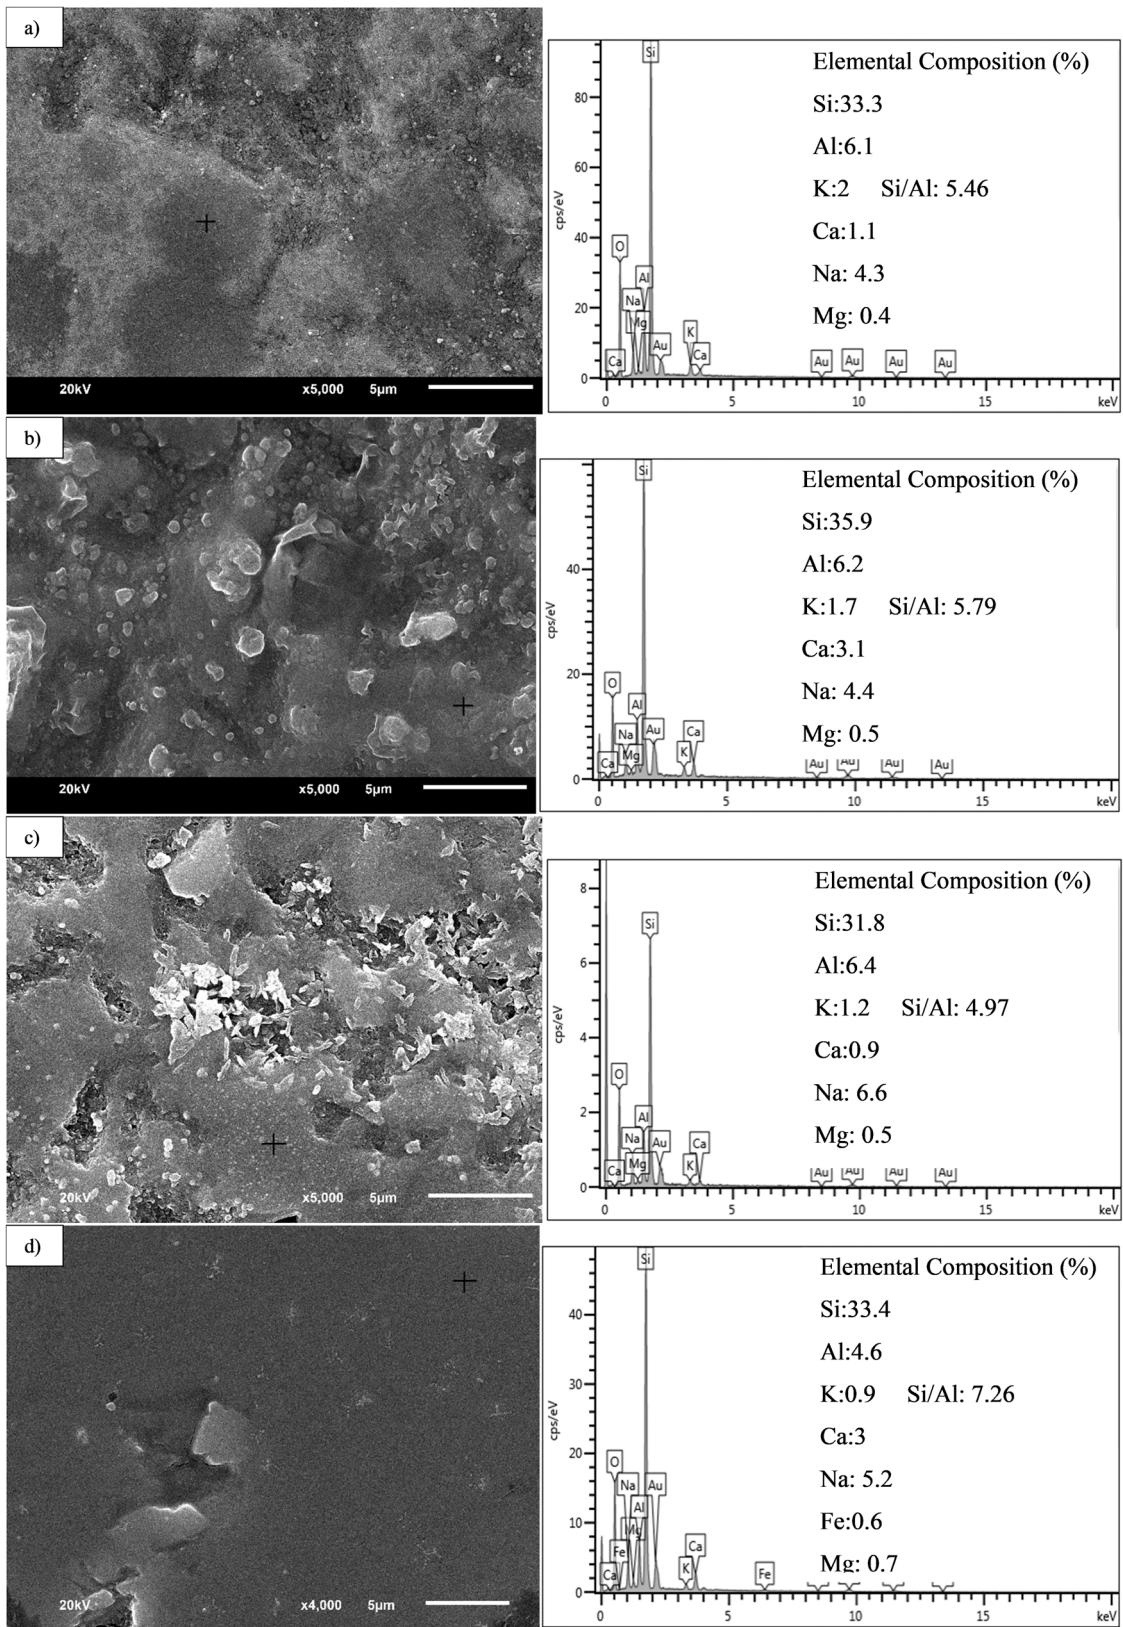 a)
20kV x5,000 5µm
cps/eV
80
60
40
20
0
Si
O
Al
Na
Mg
Au
K
Ca
Ca
Au
Au
Au
Au
0 5 10 15 keV
Elemental Composition (%)
Si:33.3
Al:6.1
K:2 Si/Al: 5.46
Ca:1.1
Na: 4.3
Mg: 0.4
b)
20kV x5,000 5µm
cps/eV
40
20
0
Si
O
Al
Na
Mg
Au
Ca
K
Ca
Au
Au
Au
Au
0 5 10 15 keV
Elemental Composition (%)
Si:35.9
Al:6.2
K:1.7 Si/Al: 5.79
Ca:3.1
Na: 4.4
Mg: 0.5
c)
20kV x5,000 5µm
cps/eV
8
6
4
2
0
Si
O
Al
Na
Mg
Au
Ca
K
Ca
Au
Au
Au
Au
0 5 10 15 keV
Elemental Composition (%)
Si:31.8
Al:6.4
K:1.2 Si/Al: 4.97
Ca:0.9
Na: 6.6
Mg: 0.5
d)
20kV x4,000 5µm
cps/eV
40
30
20
10
0
Si
O
Na
Au
Al
Mg
Fe
Ca
K
Ca
Fe
0 5 10 15 keV
Elemental Composition (%)
Si:33.4
Al:4.6
K:0.9 Si/Al: 7.26
Ca:3
Na: 5.2
Fe:0.6
Mg: 0.7